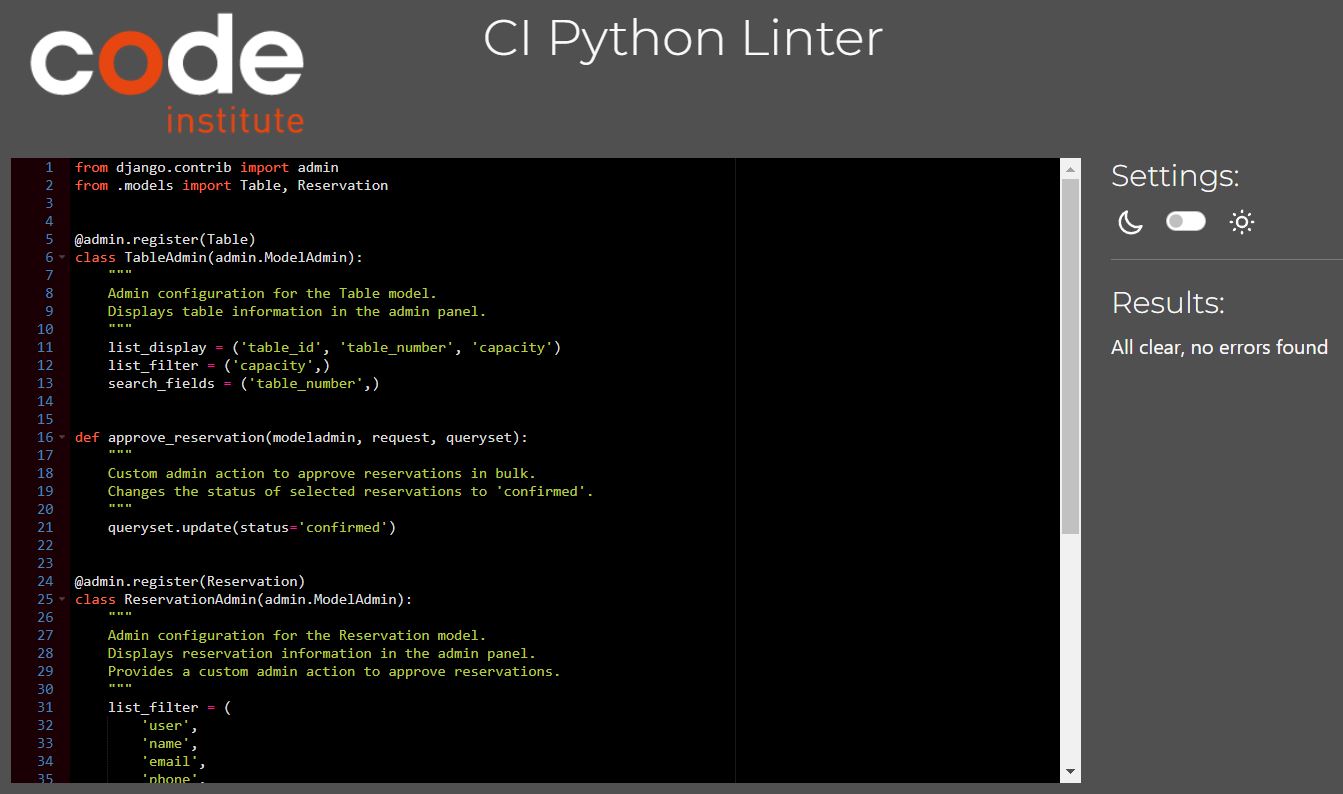 code
institute
CI Python Linter
1 from django.contrib import admin
2 from .models import Table, Reservation
3
4
5 @admin.register(Table)
6 class TableAdmin(admin.ModelAdmin):
7     """
8     Admin configuration for the Table model.
9     Displays table information in the admin panel.
10     """
11     list_display = ('table_id', 'table_number', 'capacity')
12     list_filter = ('capacity',)
13     search_fields = ('table_number',)
14
15
16 def approve_reservation(modeladmin, request, queryset):
17     """
18     Custom admin action to approve reservations in bulk.
19     Changes the status of selected reservations to 'confirmed'.
20     """
21     queryset.update(status='confirmed')
22
23
24 @admin.register(Reservation)
25 class ReservationAdmin(admin.ModelAdmin):
26     """
27     Admin configuration for the Reservation model.
28     Displays reservation information in the admin panel.
29     Provides a custom admin action to approve reservations.
30     """
31     list_filter = (
32         'user',
33         'name',
34         'email',
35         'phone',
Settings:
Results:
All clear, no errors found